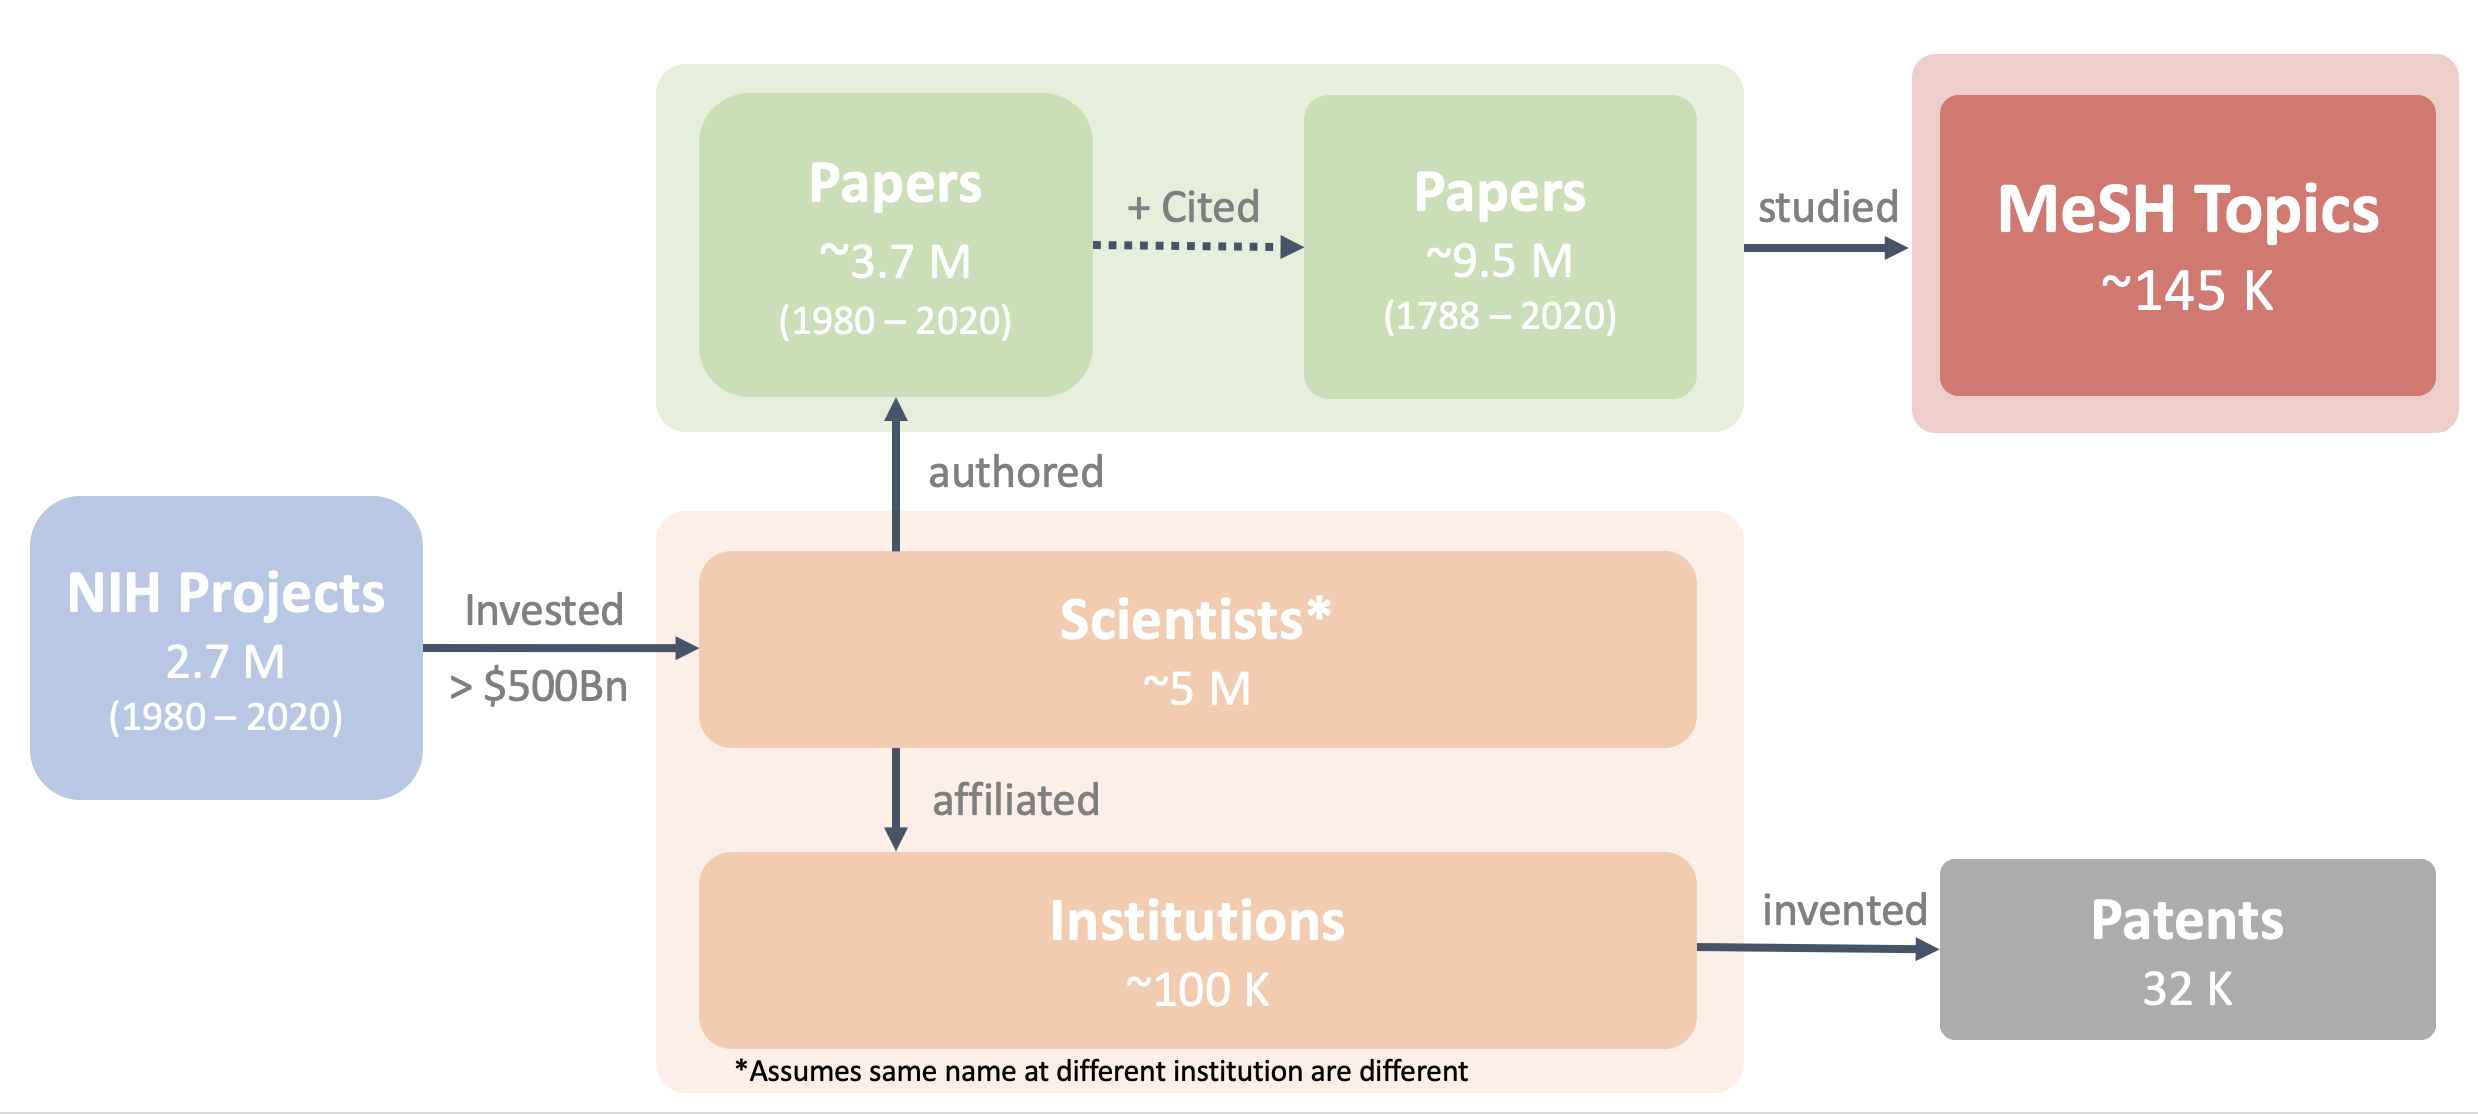 Papers
~3.7 M
(1980 – 2020)
+ Cited
Papers
~9.5 M
(1788 – 2020)
studied
MeSH Topics
~145 K
authored
NIH Projects
2.7 M
(1980 – 2020)
Invested
> $500Bn
Scientists*
~5 M
affiliated
Institutions
~100 K
*Assumes same name at different institution are different
invented
Patents
32 K